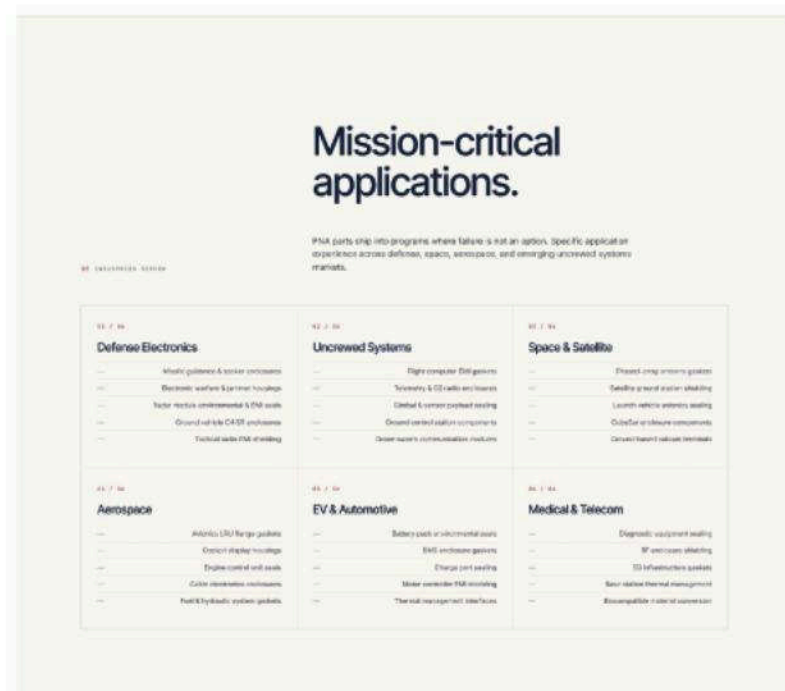 Mission-critical
applications.
PNA parts ship into programs where failure is not an option. Specific application
experience across defense, space, aerospace, and emerging uncrewed systems
markets.
INDUSTRIES SERVED
Defense Electronics
Missile guidance & seeker enclosures
Electronic warfare & jammer housings
Radar module environmental & EMI seals
Ground vehicle C4ISR enclosures
Tactical radio EMI shielding
02 / 06
Uncrewed Systems
Flight computer EMI gaskets
Telemetry & C2 radio enclosures
Gimbal & sensor payload sealing
Ground control station components
Drone swarm communication modules
Space & Satellite
Phased-array antenna gaskets
Satellite ground station shielding
Launch vehicle avionics sealing
CubeSat enclosure components
Ground-based satcom terminals
Aerospace
Avionics LRU flange gaskets
Cockpit display housings
Engine control unit seals
Cabin electronics enclosures
Fuel & hydraulic system gaskets
EV & Automotive
Battery pack environmental seals
BMS enclosure gaskets
Charge port sealing
Motor controller EMI shielding
Thermal management interfaces
Medical & Telecom
Diagnostic equipment sealing
RF enclosure shielding
5G infrastructure gaskets
Base station thermal management
Biocompatible material conversion